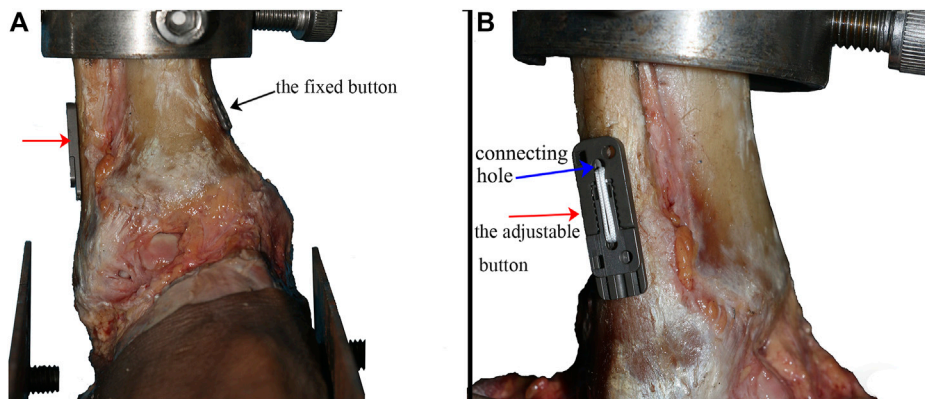 A
the fixed button
B
connecting
hole
the adjustable
button